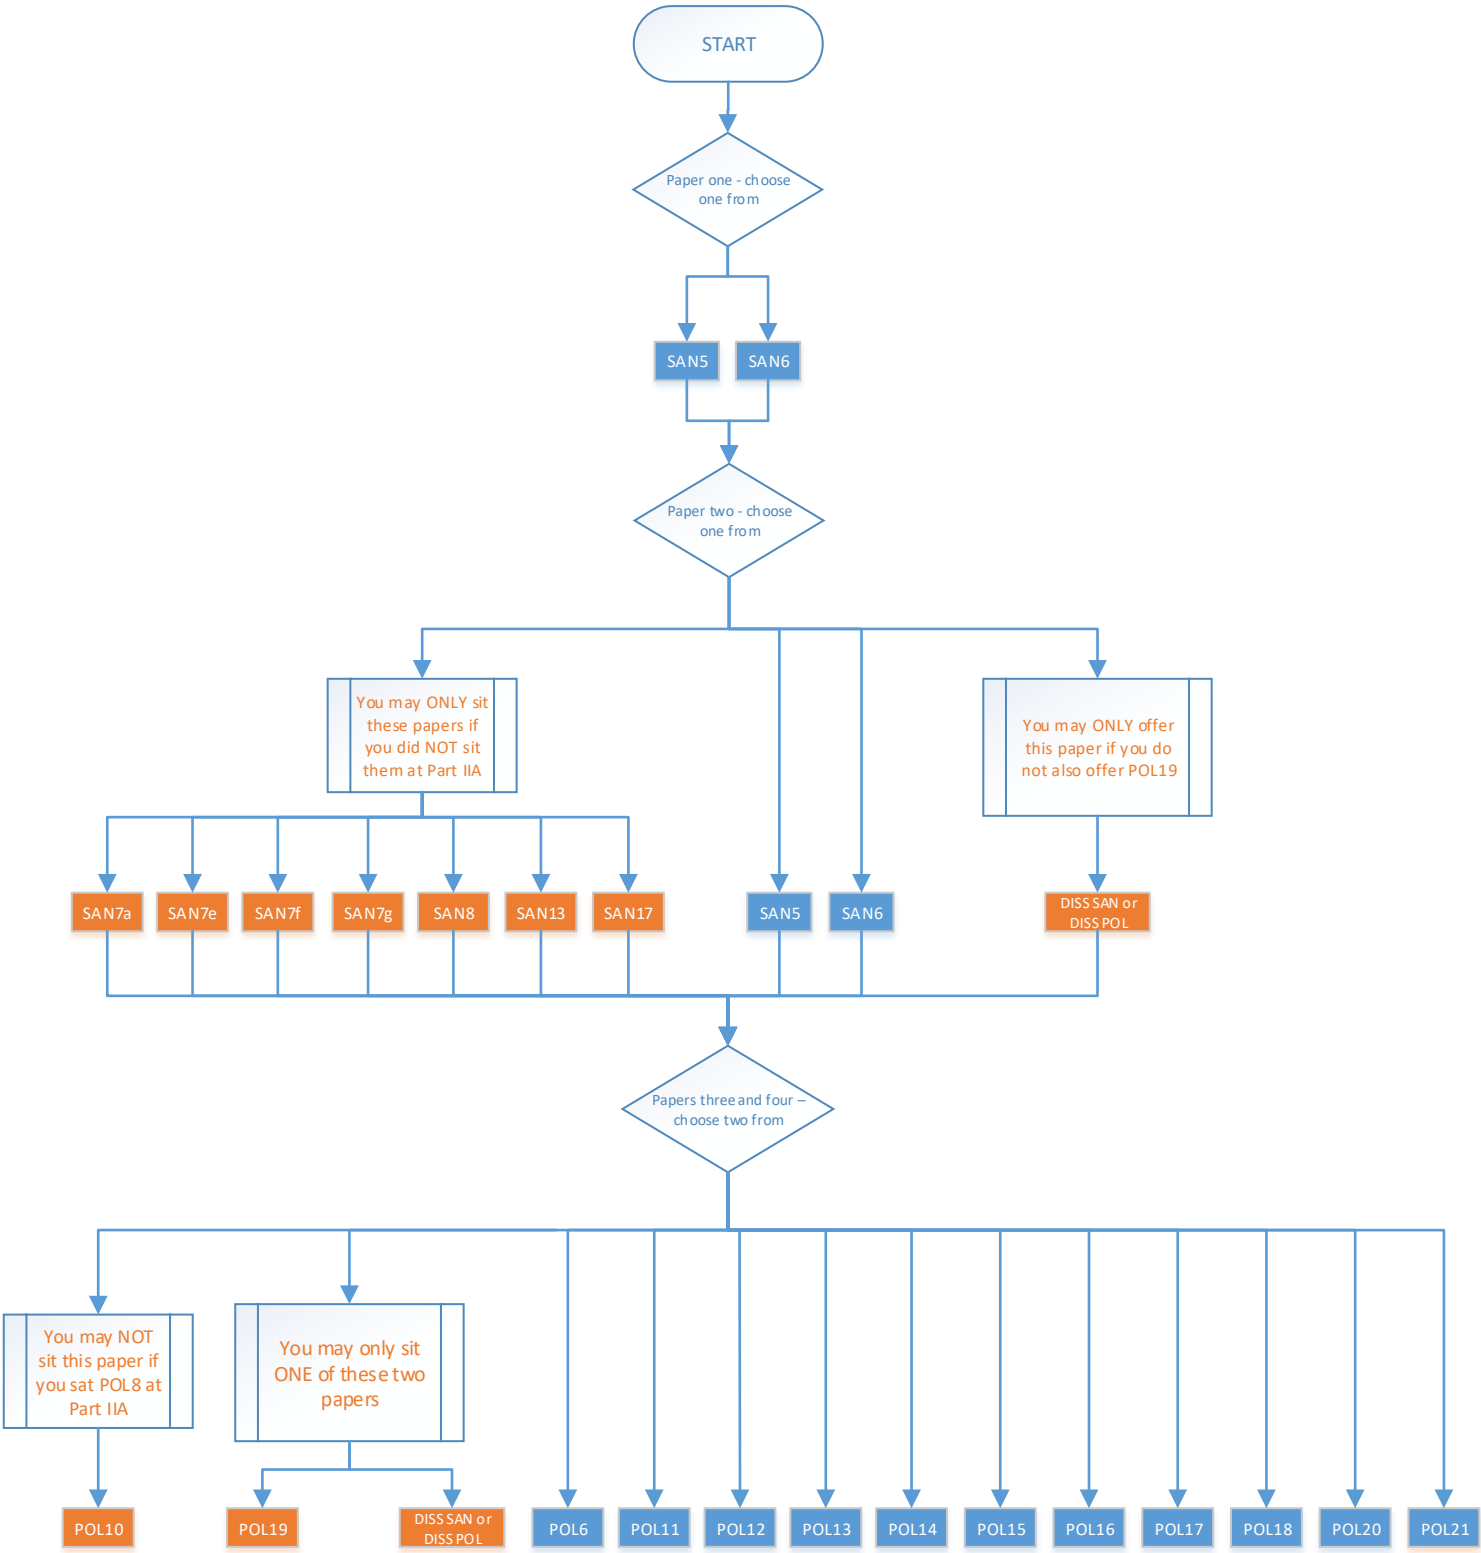 START
Paper one - choose
one from
SAN5
SAN6
Paper two - choose
one from
You may ONLY sit
these papers if
you did NOT sit
them at Part IIA
You may ONLY offer
this paper if you do
not also offer POL19
SAN7a
SAN7e
SAN7f
SAN7g
SAN8
SAN13
SAN17
SAN5
SAN6
DISS SAN or
DISS POL
Papers three and four –
choose two from
You may NOT
sit this paper if
you sat POL8 at
Part IIA
You may only sit
ONE of these two
papers
POL10
POL19
DISS SAN or
DISS POL
POL6
POL11
POL12
POL13
POL14
POL15
POL16
POL17
POL18
POL20
POL21